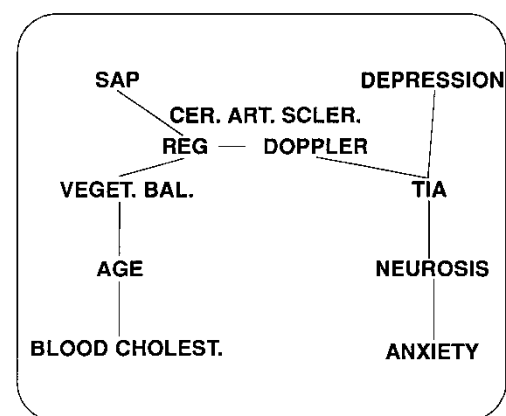 SAP DEPRESSION
CER. ART. SCLER.
REG DOPPLER
VEGET. BAL. TIA
AGE NEUROSIS
BLOOD CHOLEST. ANXIETY